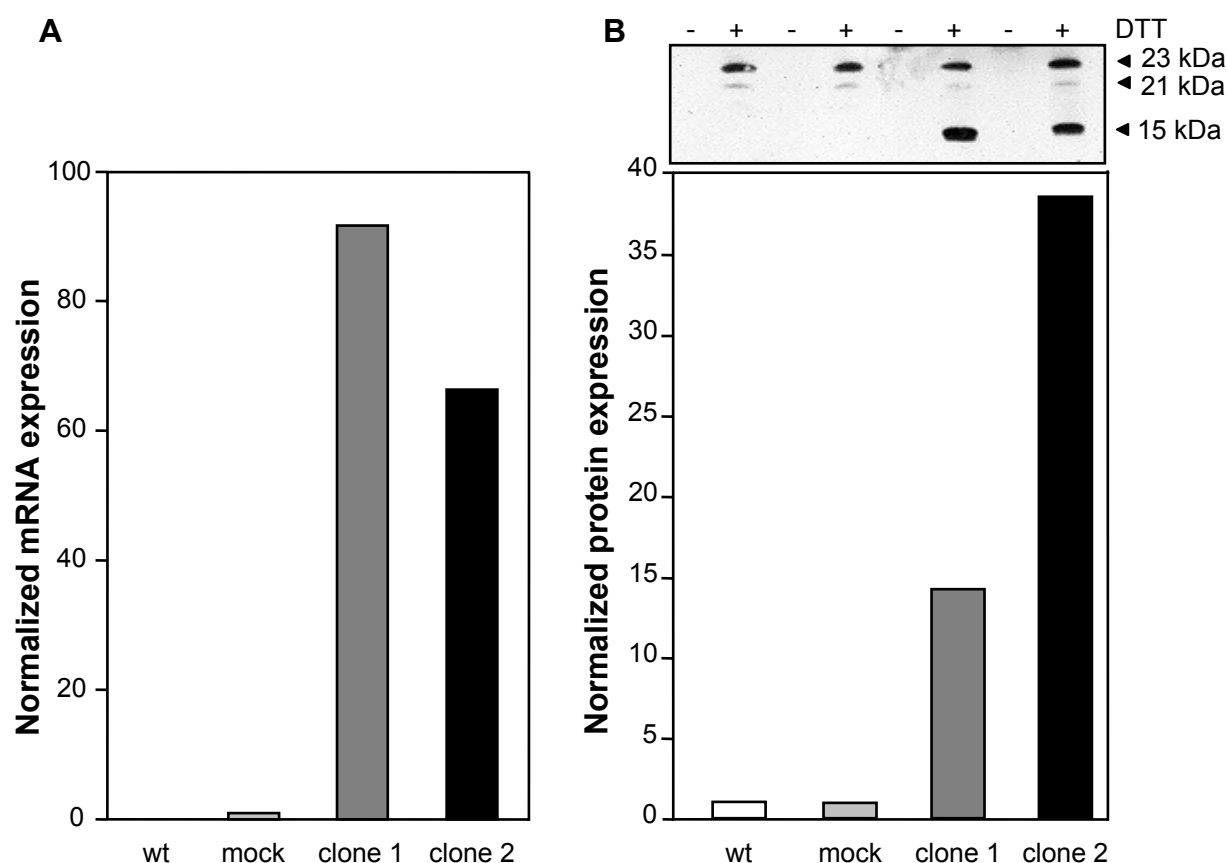 A
Normalized mRNA expression
100
80
60
40
20
0
wt mock clone 1 clone 2
B
- + - + - + - + DTT
23 kDa
21 kDa
15 kDa
Normalized protein expression
40
35
30
25
20
15
10
5
0
wt mock clone 1 clone 2